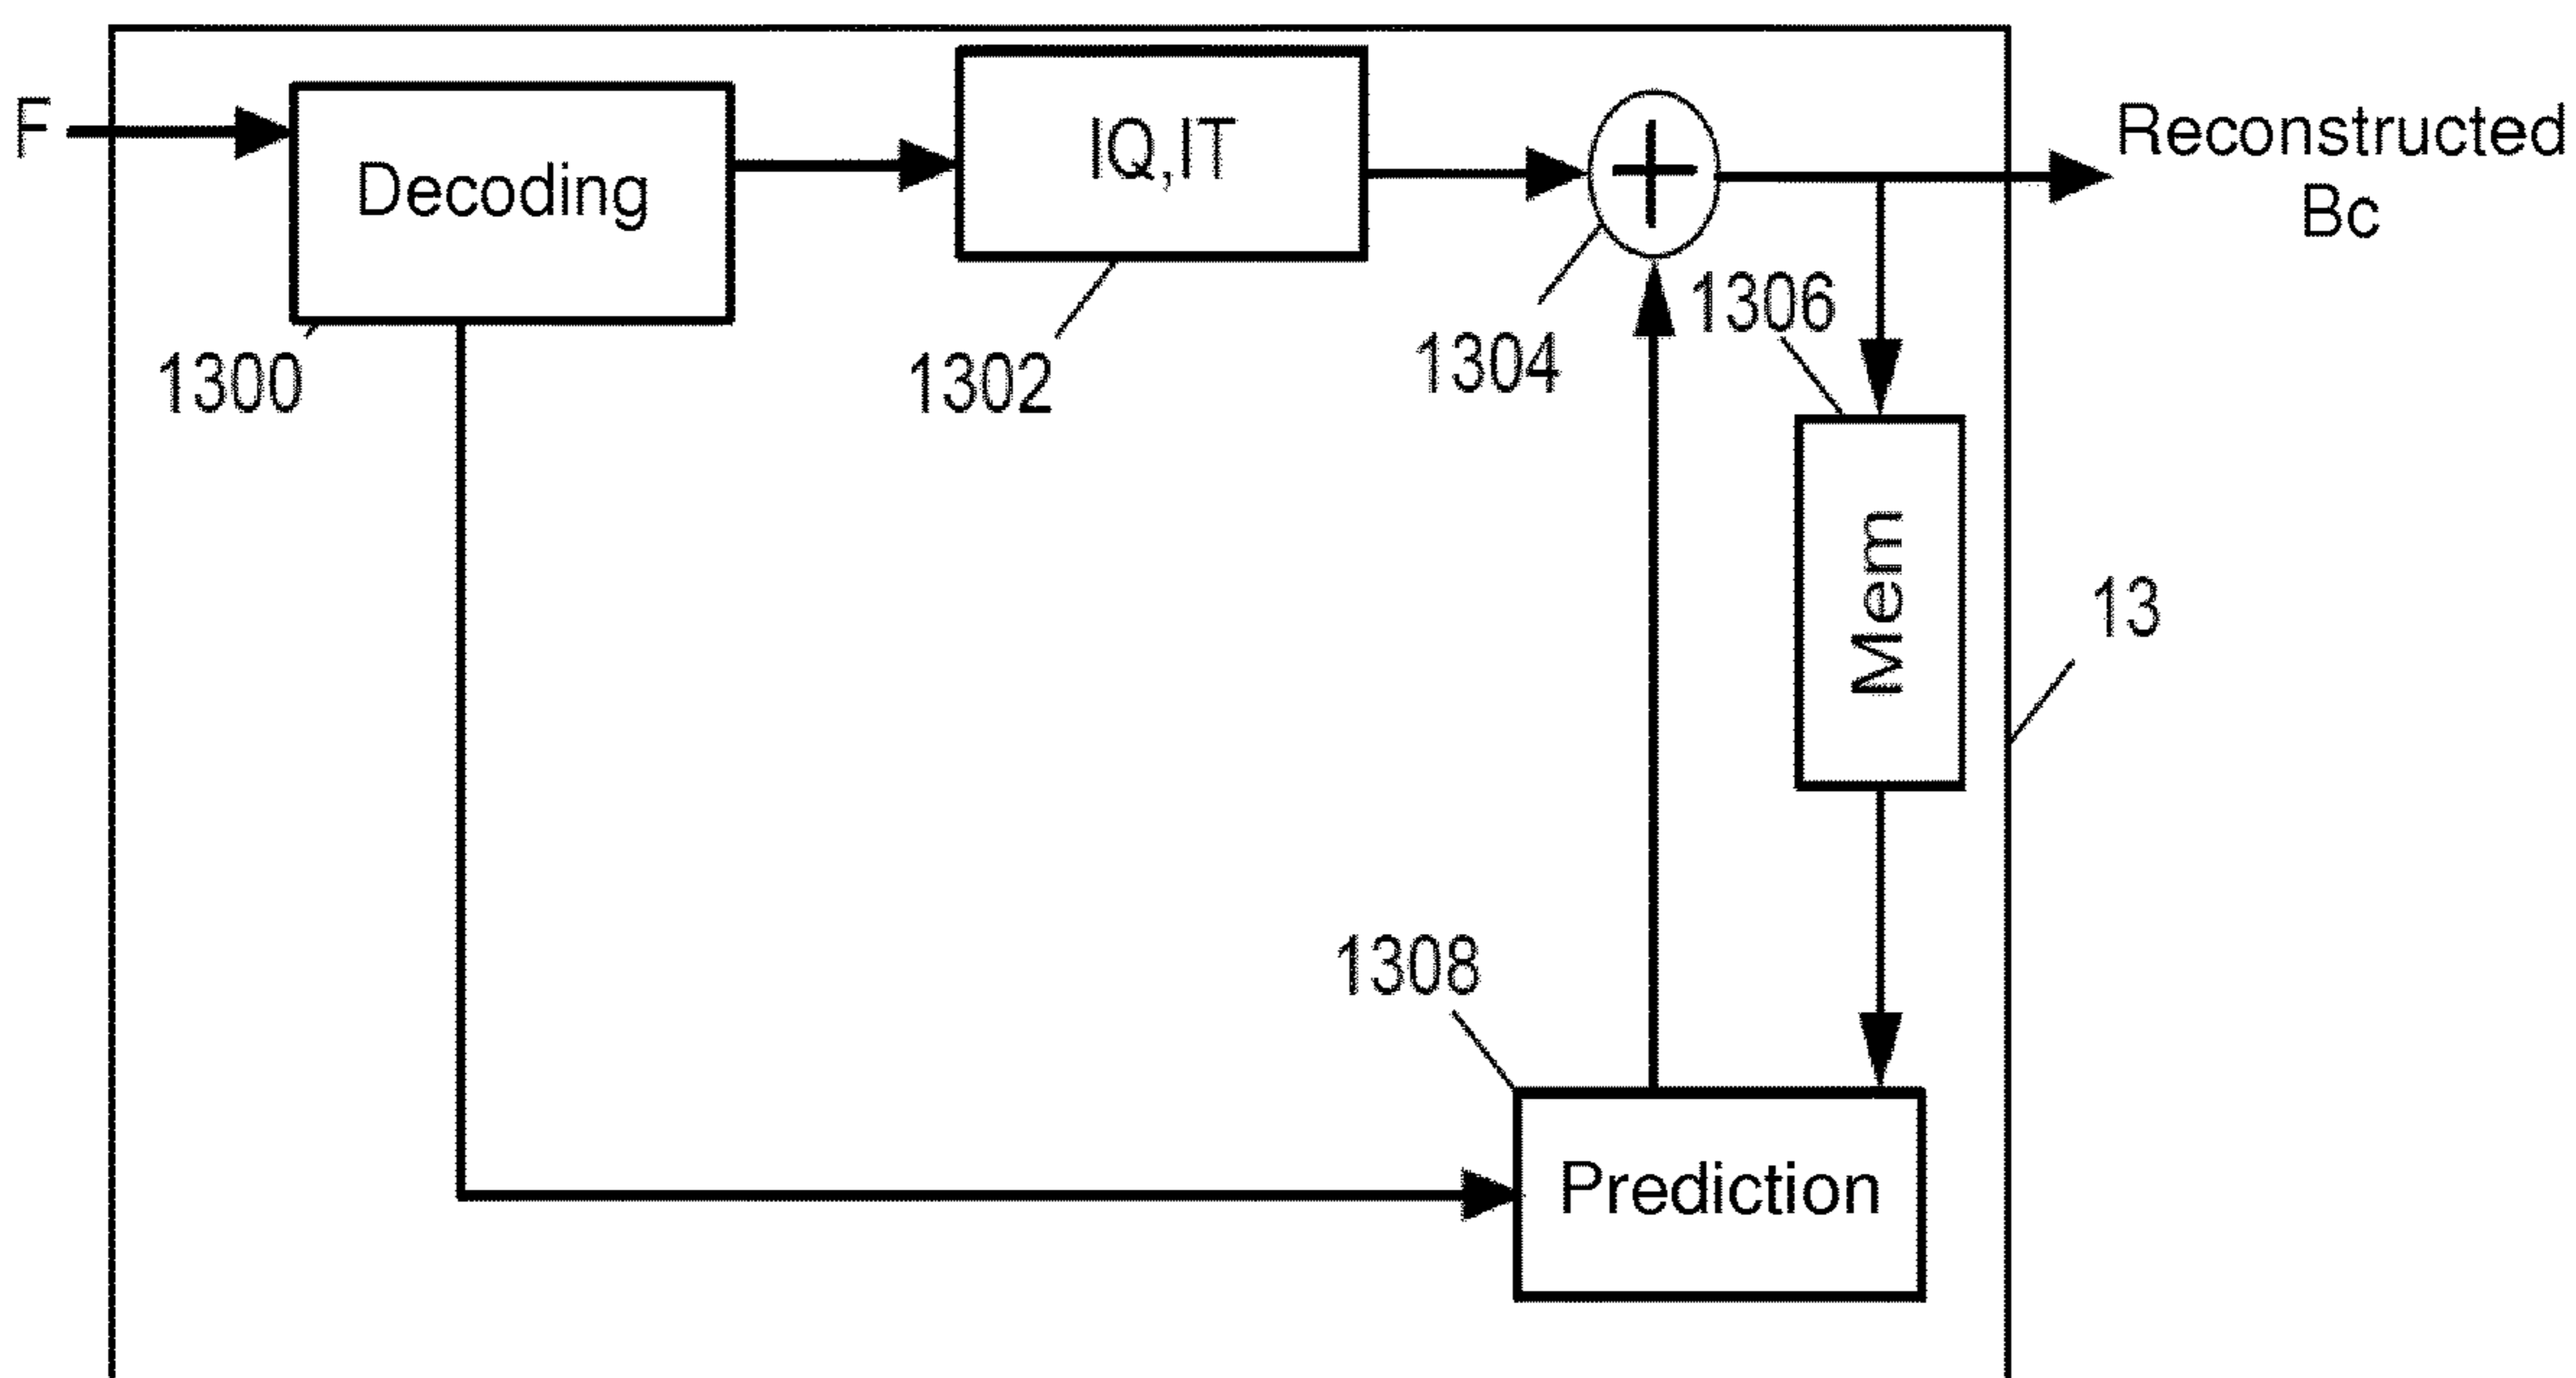 F
Decoding
IQ,IT
Reconstructed
Bc
1300
1302
1304
1306
Mem
13
1308
Prediction